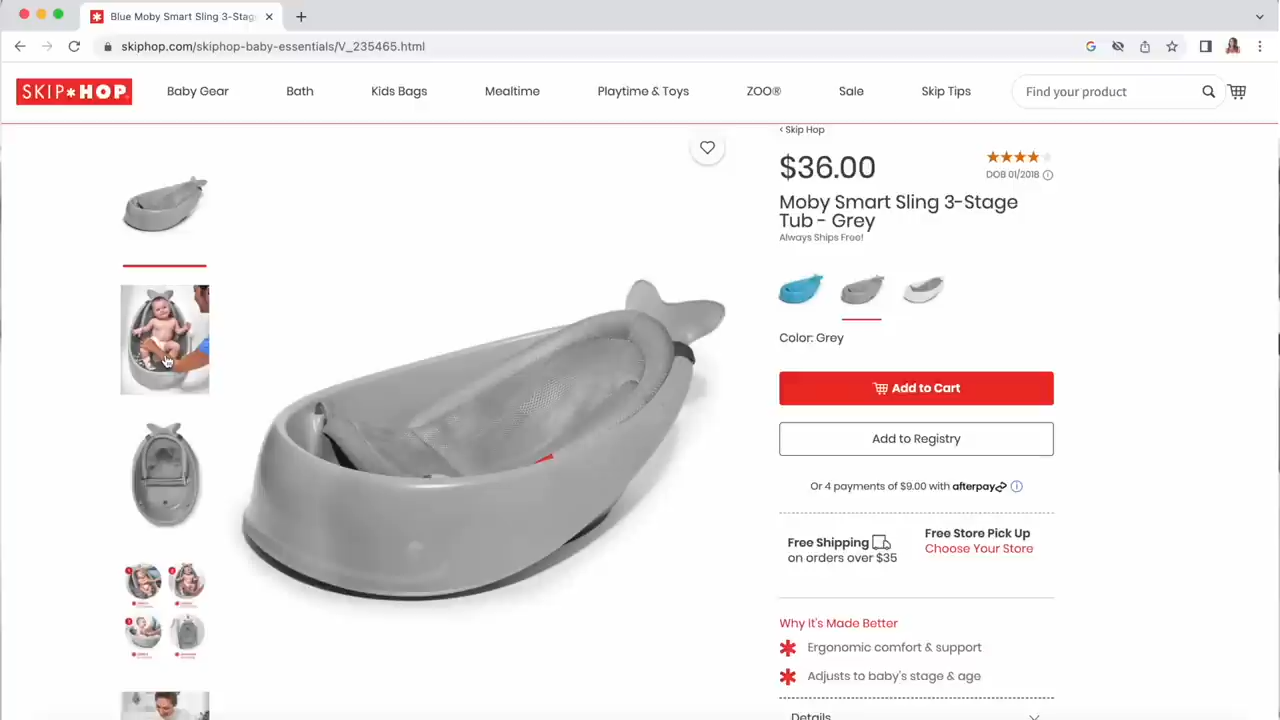 Blue Moby Smart Sling 3-Stag
skiphop.com/skiphop-baby-essentials/V_235465.html
SKIP*HOP
Baby Gear
Bath
Kids Bags
Mealtime
Playtime & Toys
ZOO®
Sale
Skip Tips
Find your product
‹ Skip Hop
$36.00
DOB 01/2018
Moby Smart Sling 3-Stage
Tub - Grey
Always Ships Free!
Color: Grey
Add to Cart
Add to Registry
Or 4 payments of $9.00 with afterpay
Free Shipping
on orders over $35
Free Store Pick Up
Choose Your Store
Why It's Made Better
Ergonomic comfort & support
Adjusts to baby's stage & age
Details